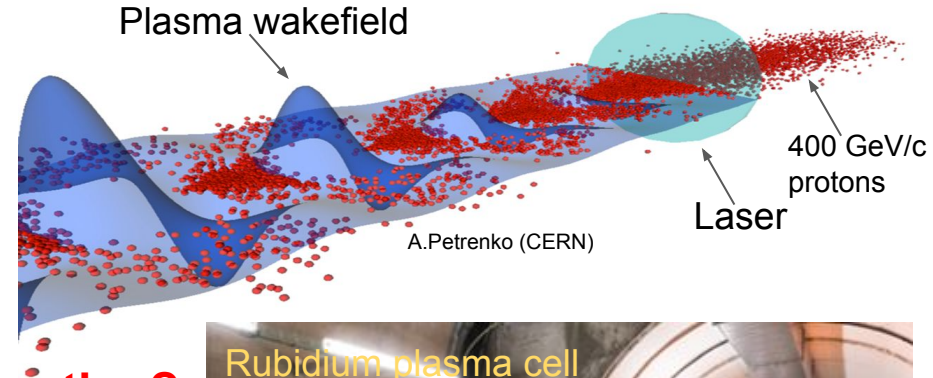 Plasma wakefield
400 GeV/c
protons
Laser
A.Petrenko (CERN)
Rubidium plasma cell